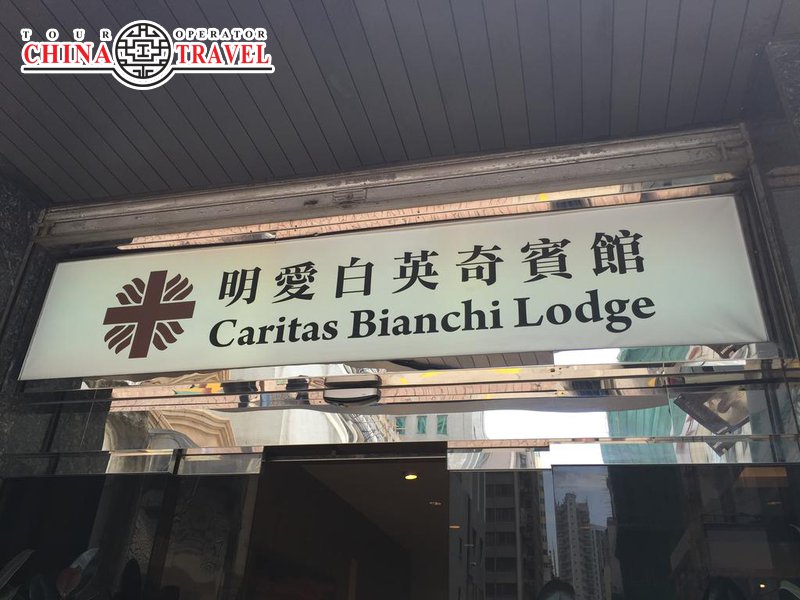 TOUR OPERATOR
CHINA TRAVEL
明愛白英奇賓館
Caritas Bianchi Lodge